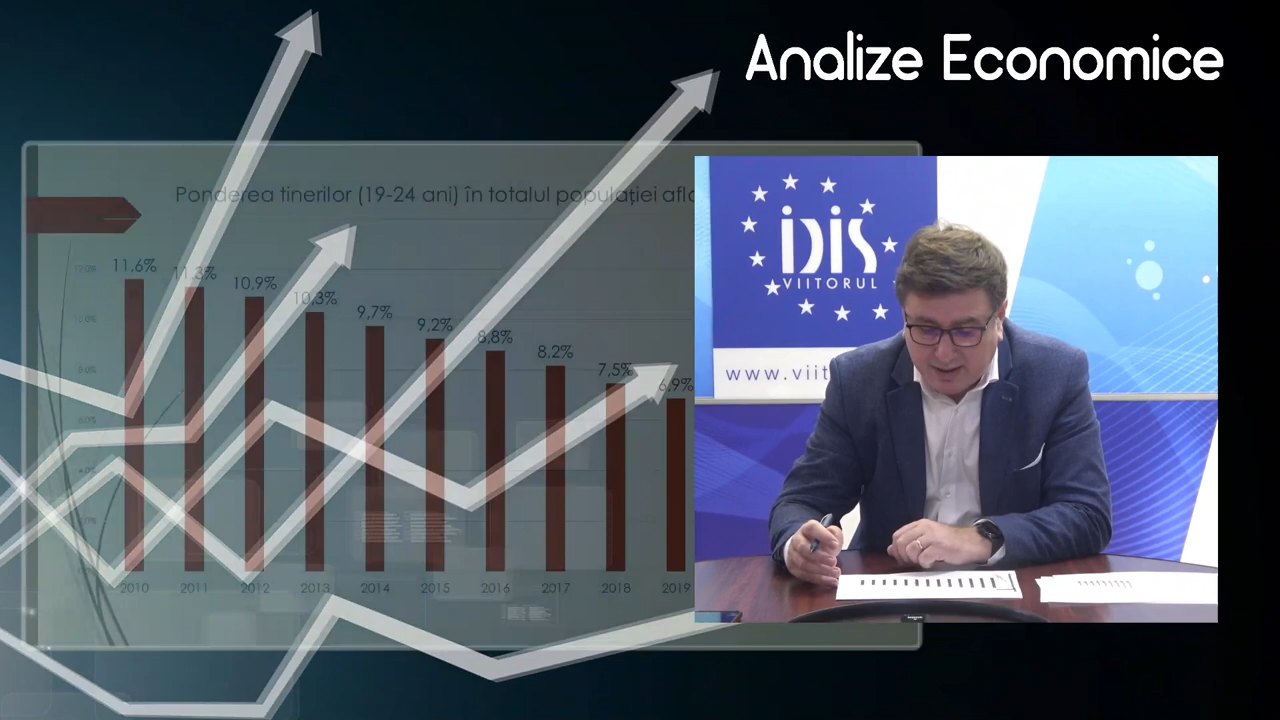 Analize Economice
Ponderea tinerilor (19-24 ani) în totalul populației afl
11,6%
11,3%
10,9%
10,3%
9,7%
9,2%
8,8%
8,2%
7,5%
6,9%
2010 2011 2012 2013 2014 2015 2016 2017 2018 2019
IDIS
VIITORUL
www.viit